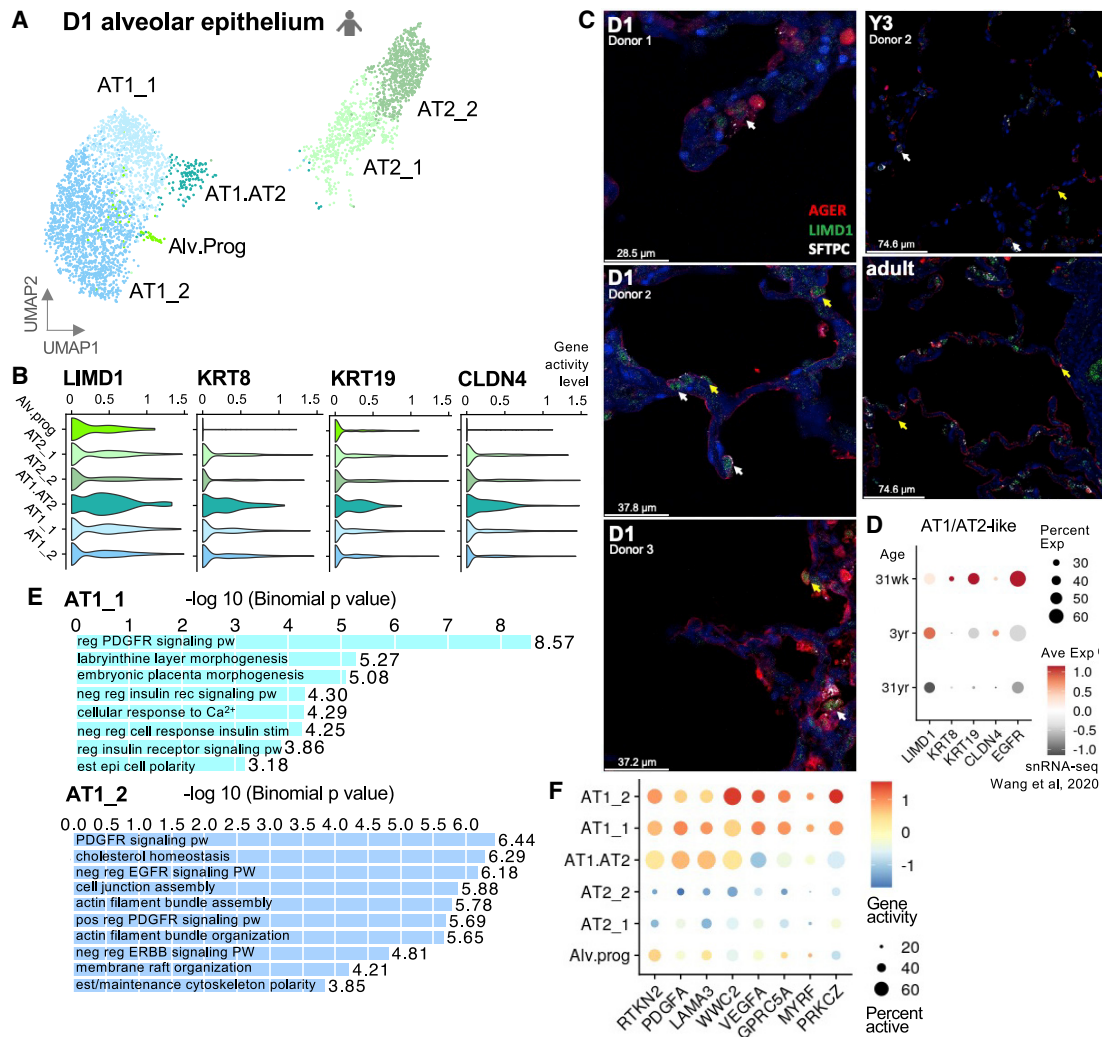 A D1 alveolar epithelium
AT1_1
AT2_2
AT2_1
AT1.AT2
Alv.Prog
AT1_2
UMAP2
UMAP1
B
Gene activity level
LIMD1 KRT8 KRT19 CLDN4
0 0.5 1 1.5 0 0.5 1 1.5 0 0.5 1 1.5 0 0.5 1 1.5
Alv.prog
AT2_1
AT2_2
AT1.AT2
AT1_1
AT1_2
C
D1
Donor 1
AGER
LIMD1
SFTPC
28.5 µm
Y3
Donor 2
74.6 µm
D1
Donor 2
37.8 µm
adult
74.6 µm
D1
Donor 3
37.2 µm
D AT1/AT2-like
Age
31wk
3yr
31yr
LIMD1 KRT8 KRT19 CLDN4 EGFR
Percent Exp
30
40
50
60
Ave Exp
1.0
0.5
0.0
-0.5
-1.0
snRNA-seq
Wang et al, 2020
E AT1_1 -log 10 (Binomial p value)
0 1 2 3 4 5 6 7 8
reg PDGFR signaling pw 8.57
labyrinthine layer morphogenesis 5.27
embryonic placenta morphogenesis 5.08
neg reg insulin rec signaling pw 4.30
cellular response to Ca²⁺ 4.29
neg reg cell response insulin stim 4.25
reg insulin receptor signaling pw 3.86
est epi cell polarity 3.18
AT1_2 -log 10 (Binomial p value)
0.0 0.5 1.0 1.5 2.0 2.5 3.0 3.5 4.0 4.5 5.0 5.5 6.0
PDGFR signaling pw 6.44
cholesterol homeostasis 6.29
neg reg EGFR signaling PW 6.18
cell junction assembly 5.88
actin filament bundle assembly 5.78
pos reg PDGFR signaling pw 5.69
actin filament bundle organization 5.65
neg reg ERBB signaling PW 4.81
membrane raft organization 4.21
est/maintenance cytoskeleton polarity 3.85
F
AT1_2
AT1_1
AT1.AT2
AT2_2
AT2_1
Alv.prog
RTKN2 PDGFA LAMA3 WWC2 VEGFA GPRC5A MYRF PRKCZ
1
0
-1
Gene activity
20
40
60
Percent active